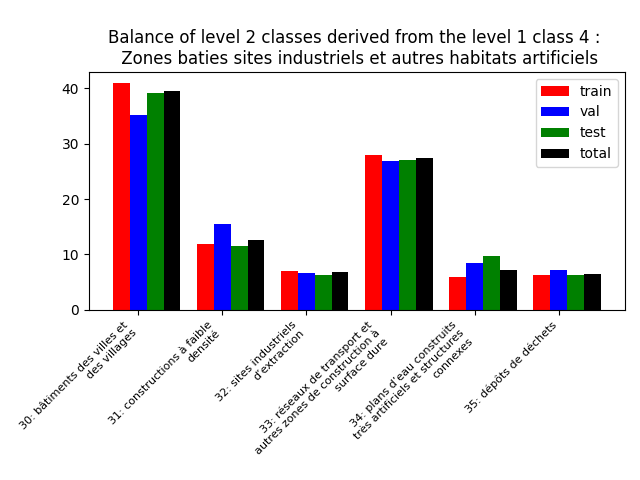 Balance of level 2 classes derived from the level 1 class 4 :
Zones baties sites industriels et autres habitats artificiels
40
30
20
10
0
train
val
test
total
30: bâtiments des villes et
des villages
31: constructions à faible
densité
32: sites industriels
d'extraction
33: réseaux de transport et
autres zones de construction à
surface dure
34: plans d'eau construits
très artificiels et structures
connexes
35: dépôts de déchets